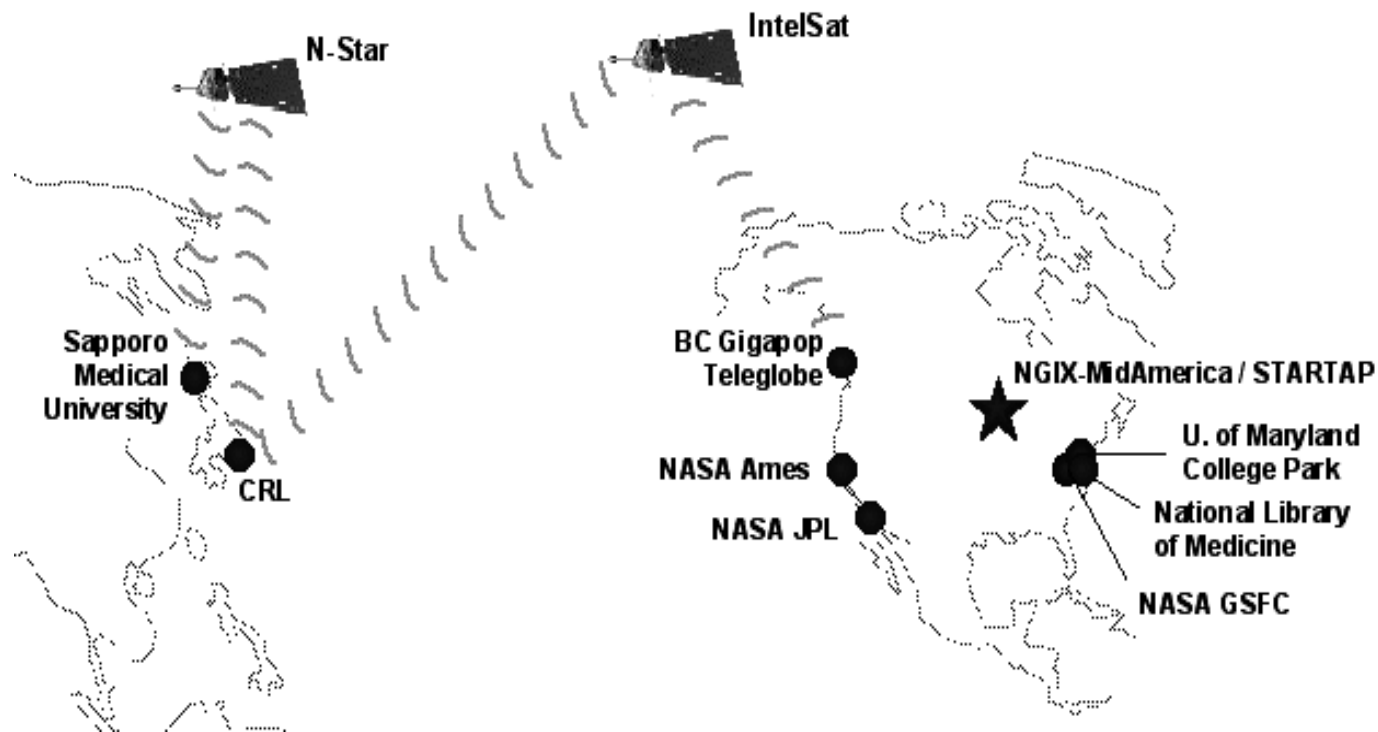 N-Star
IntelSat
Sapporo
Medical
University
CRL
BC Gigapop
Teleglobe
NASA Ames
NASA JPL
NGIX-MidAmerica / STARTAP
U. of Maryland
College Park
National Library
of Medicine
NASA GSFC